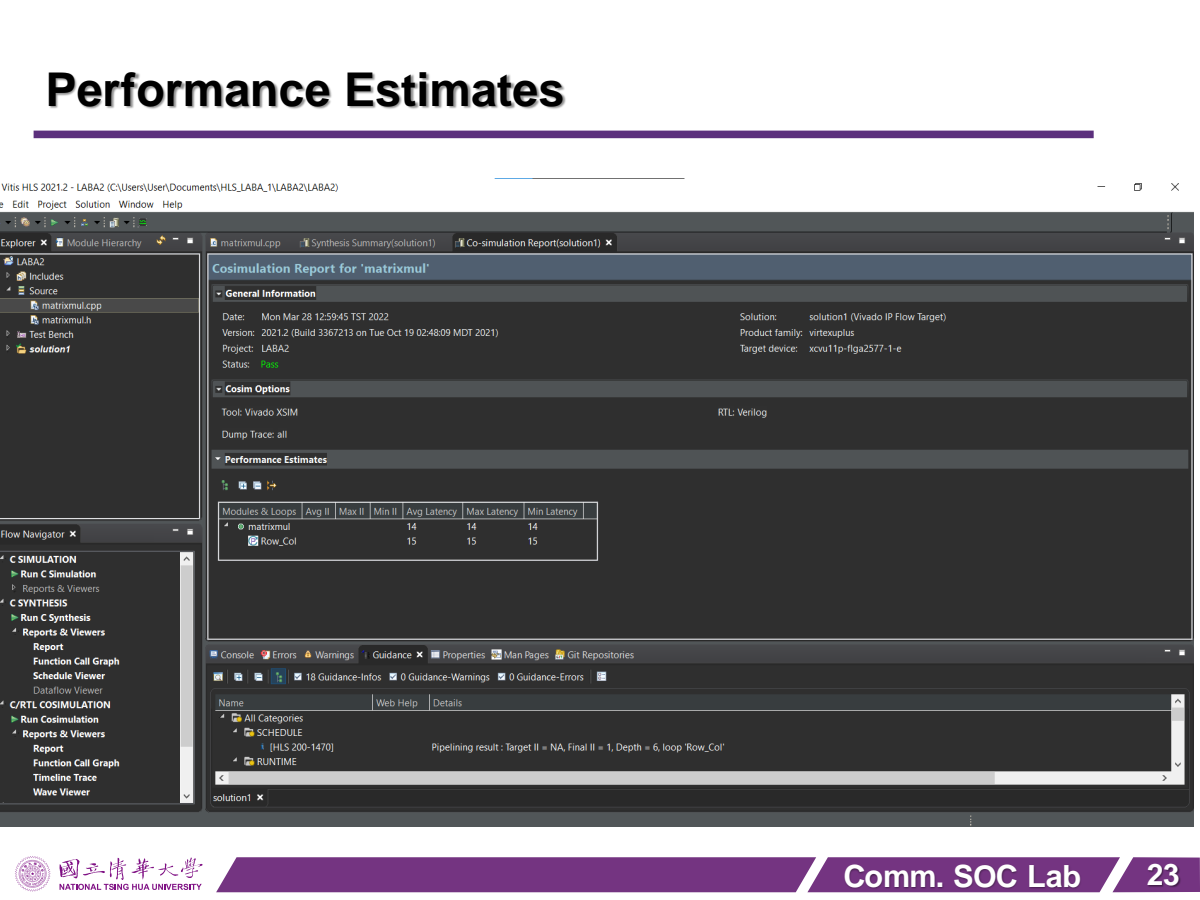 Performance Estimates
Vitis HLS 2021.2 - LABA2 (C:\Users\User\Documents\HLS_LABA_1\LABA2\LABA2)
e Edit Project Solution Window Help
Explorer Module Hierarchy
matrixmul.cpp Synthesis Summary(solution1) Co-simulation Report(solution1)
LABA2
Includes
Source
matrixmul.cpp
matrixmul.h
Test Bench
solution1
Cosimulation Report for 'matrixmul'
General Information
Date: Mon Mar 28 12:59:45 TST 2022
Solution: solution1 (Vivado IP Flow Target)
Version: 2021.2 (Build 3367213 on Tue Oct 19 02:48:09 MDT 2021)
Product family: virtexuplus
Project: LABA2
Target device: xcvu11p-flga2577-1-e
Status: Pass
Cosim Options
Tool: Vivado XSIM
RTL: Verilog
Dump Trace: all
Performance Estimates
Modules & Loops Avg II Max II Min II Avg Latency Max Latency Min Latency
matrixmul 14 14 14
Row_Col 15 15 15
Flow Navigator
C SIMULATION
Run C Simulation
Reports & Viewers
C SYNTHESIS
Run C Synthesis
Reports & Viewers
Report
Function Call Graph
Schedule Viewer
Dataflow Viewer
C/RTL COSIMULATION
Run Cosimulation
Reports & Viewers
Report
Function Call Graph
Timeline Trace
Wave Viewer
Console Errors Warnings Guidance Properties Man Pages Git Repositories
18 Guidance-Infos 0 Guidance-Warnings 0 Guidance-Errors
Name Web Help Details
All Categories
SCHEDULE
[HLS 200-1470] Pipelining result : Target II = NA, Final II = 1, Depth = 6, loop 'Row_Col'
RUNTIME
solution1
國立清華大學
NATIONAL TSING HUA UNIVERSITY
Comm. SOC Lab
23